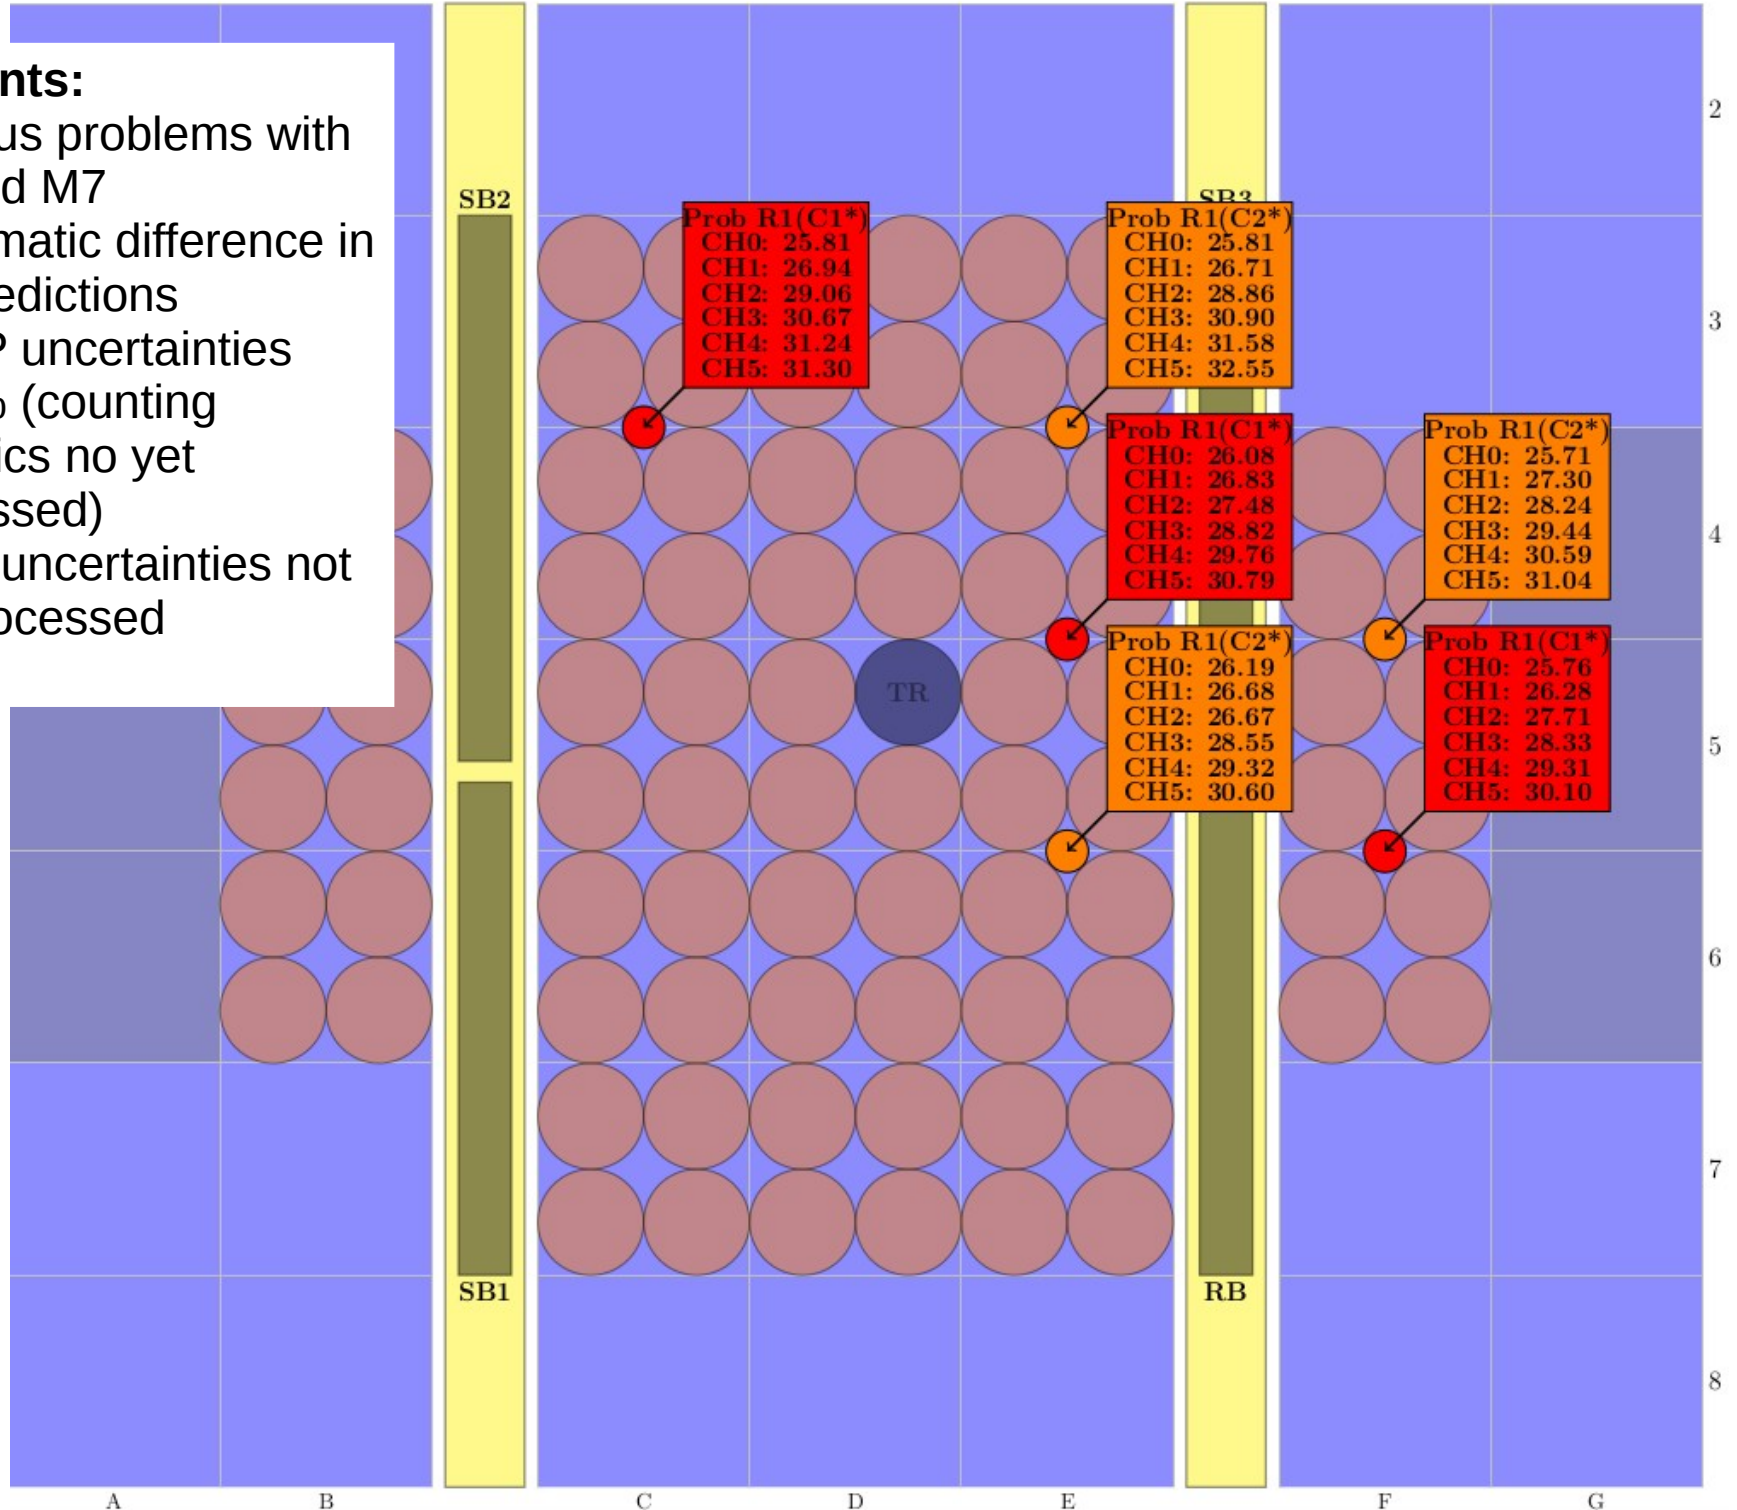 nts:
us problems with
d M7
matic difference in
edictions
P uncertainties
% (counting
ics no yet
ssed)
uncertainties not
ocessed
SB2
SB3
Prob R1(C1*)
CH0: 25.81
CH1: 26.94
CH2: 29.06
CH3: 30.67
CH4: 31.24
CH5: 31.30
Prob R1(C2*)
CH0: 25.81
CH1: 26.71
CH2: 28.86
CH3: 30.90
CH4: 31.58
CH5: 32.55
Prob R1(C1*)
CH0: 26.08
CH1: 26.83
CH2: 27.48
CH3: 28.82
CH4: 29.76
CH5: 30.79
Prob R1(C2*)
CH0: 25.71
CH1: 27.30
CH2: 28.24
CH3: 29.44
CH4: 30.59
CH5: 31.04
TR
Prob R1(C2*)
CH0: 26.19
CH1: 26.68
CH2: 26.67
CH3: 28.55
CH4: 29.32
CH5: 30.60
Prob R1(C1*)
CH0: 25.76
CH1: 26.28
CH2: 27.71
CH3: 28.33
CH4: 29.31
CH5: 30.10
SB1
RB
2
3
4
5
6
7
8
A B C D E F G